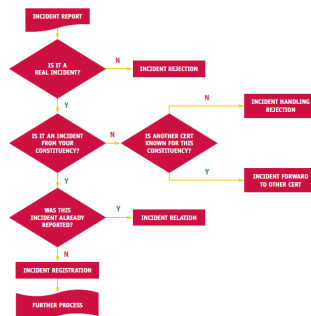 INCIDENT REPORT
IS IT A
REAL INCIDENT?
N
INCIDENT REJECTION
Y
N
INCIDENT HANDLING
REJECTION
IS IT AN INCIDENT
FROM YOUR
CONSTITUENCY?
N
IS ANOTHER CERT
KNOWN FOR THIS
CONSTITUENCY?
Y
INCIDENT FORWARD
TO OTHER CERT
Y
WAS THIS
INCIDENT ALREADY
REPORTED?
Y
INCIDENT RELATION
N
INCIDENT REGISTRATION
FURTHER PROCESS